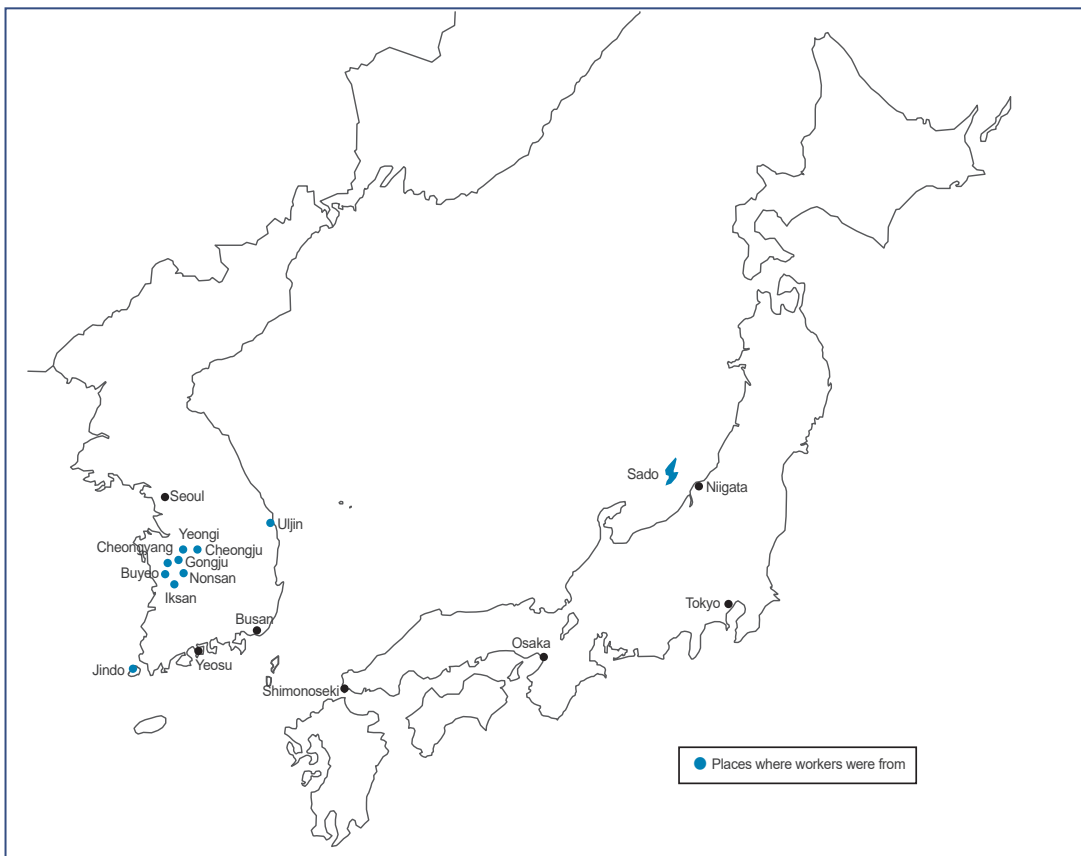 Sado
Niigata
Seoul
Uljin
Yeongi
Cheongyang
Cheongju
Gongju
Buyeo
Nonsan
Iksan
Tokyo
Busan
Osaka
Yeosu
Jindo
Shimonoseki
Places where workers were from